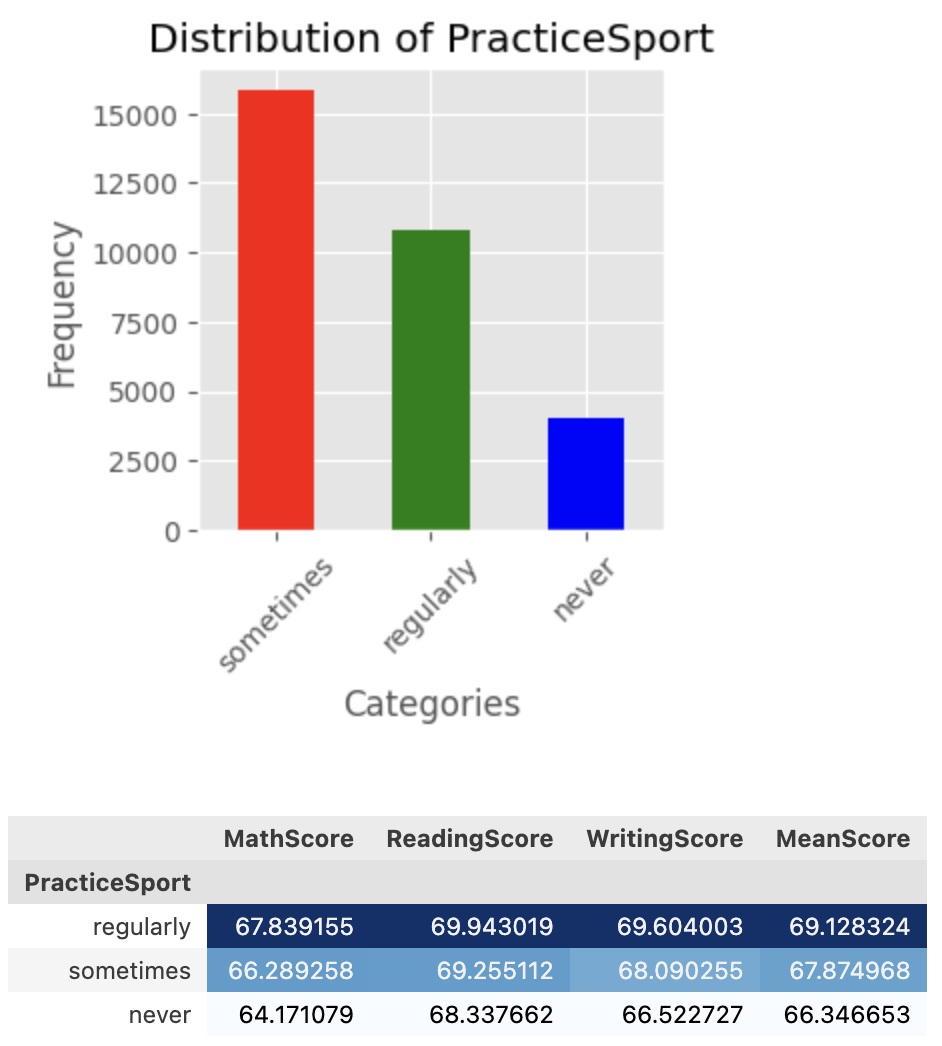 Distribution of PracticeSport
15000
12500
10000
7500
5000
2500
0
Frequency
sometimes regularly never
Categories
MathScore ReadingScore WritingScore MeanScore
PracticeSport
regularly 67.839155 69.943019 69.604003 69.128324
sometimes 66.289258 69.255112 68.090255 67.874968
never 64.171079 68.337662 66.522727 66.346653